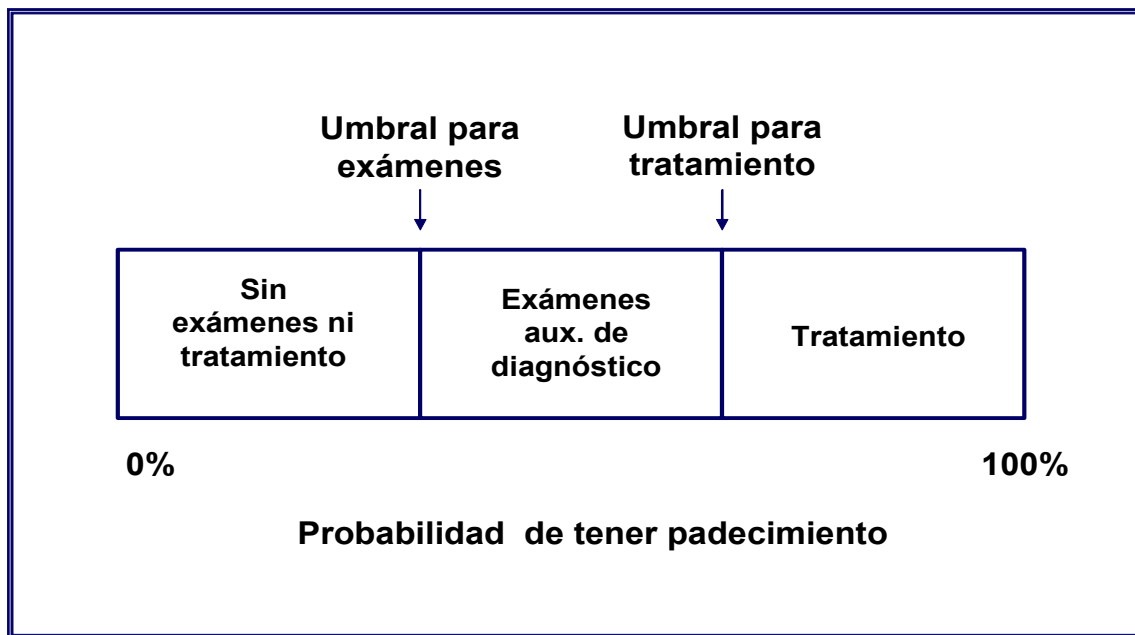 Umbral para
exámenes
Umbral para
tratamiento
Sin
exámenes ni
tratamiento
Exámenes
aux. de
diagnóstico
Tratamiento
0%
100%
Probabilidad de tener padecimiento